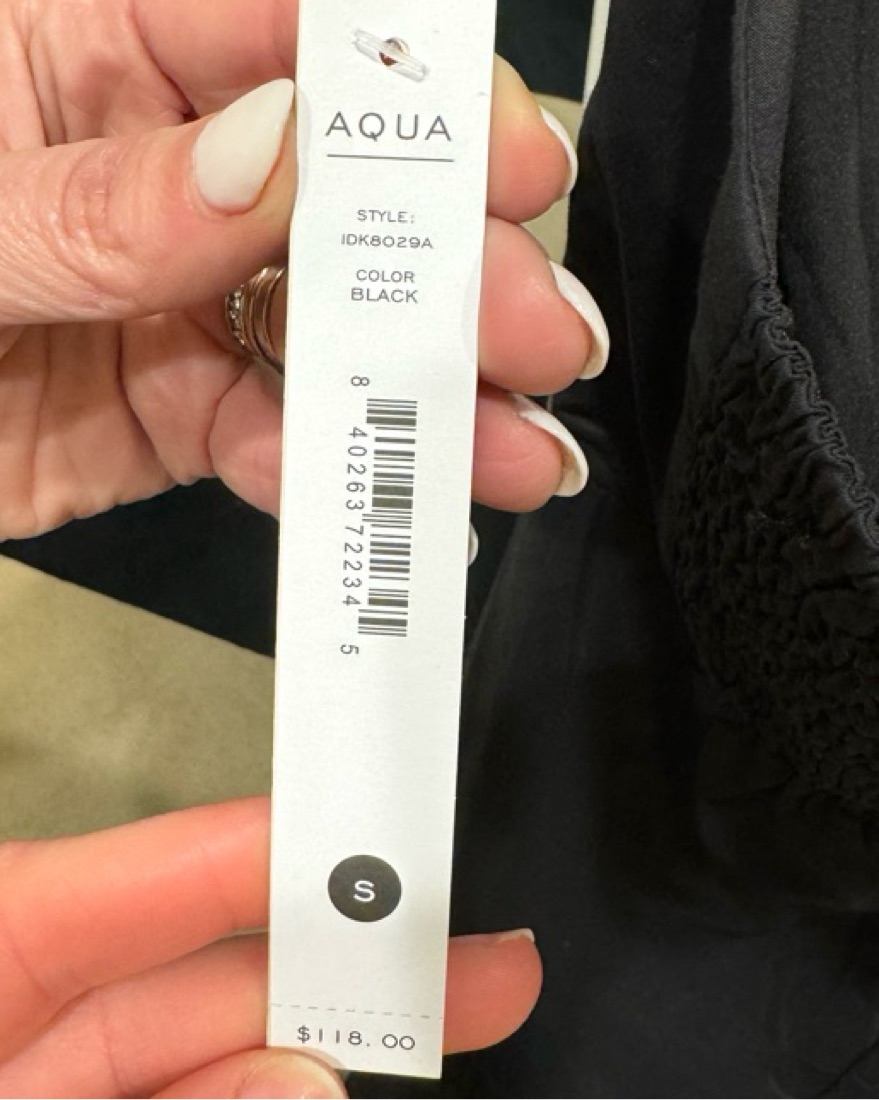 AQUA
STYLE:
IDK8029A
COLOR
BLACK
8 40263 72234 5
S
$118.00